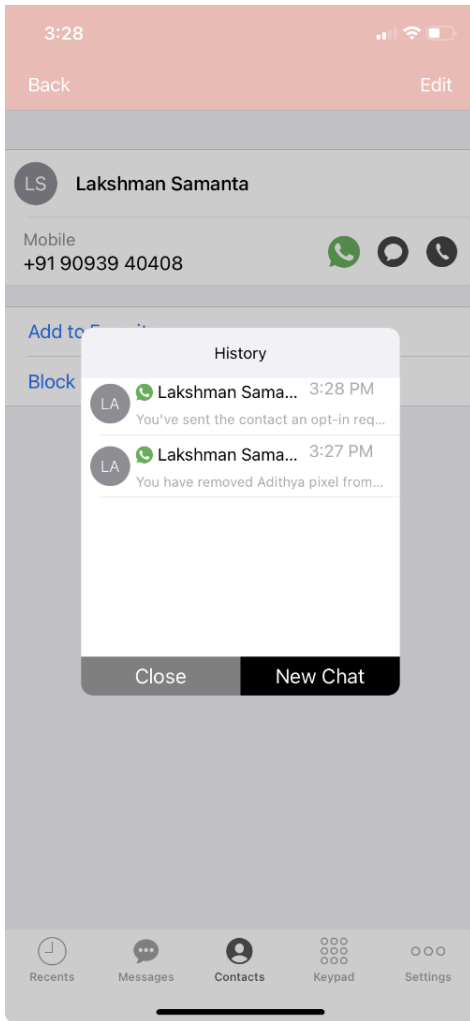 3:28
Back Edit
LS Lakshman Samanta
Mobile
+91 90939 40408
Add to
Block
History
LA Lakshman Sama... 3:28 PM
You've sent the contact an opt-in req...
LA Lakshman Sama... 3:27 PM
You have removed Adithya pixel from...
Close New Chat
Recents Messages Contacts Keypad Settings